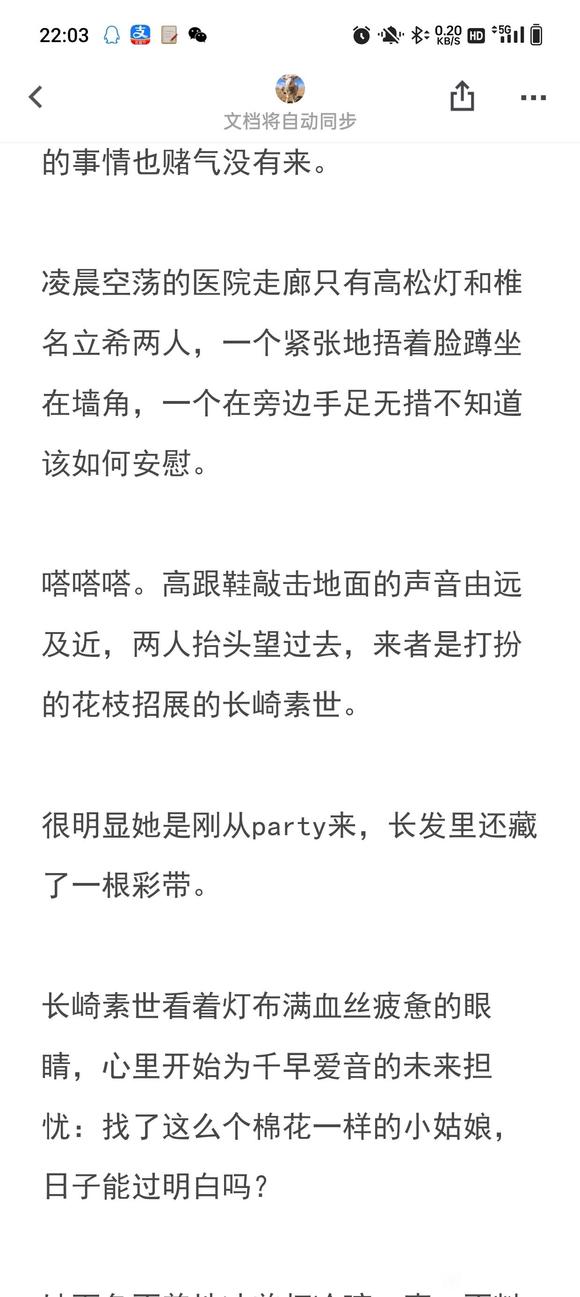 22:03
0.20
KB/S
HD
5G
文档将自动同步
的事情也赌气没有来。
凌晨空荡的医院走廊只有高松灯和椎
名立希两人，一个紧张地捂着脸蹲坐
在墙角，一个在旁边手足无措不知道
该如何安慰。
嗒嗒嗒。高跟鞋敲击地面的声音由远
及近，两人抬头望过去，来者是打扮
的花枝招展的长崎素世。
很明显她是刚从party来，长发里还藏
了一根彩带。
长崎素世看着灯布满血丝疲惫的眼
睛，心里开始为千早爱音的未来担
忧：找了这么个棉花一样的小姑娘，
日子能过明白吗？